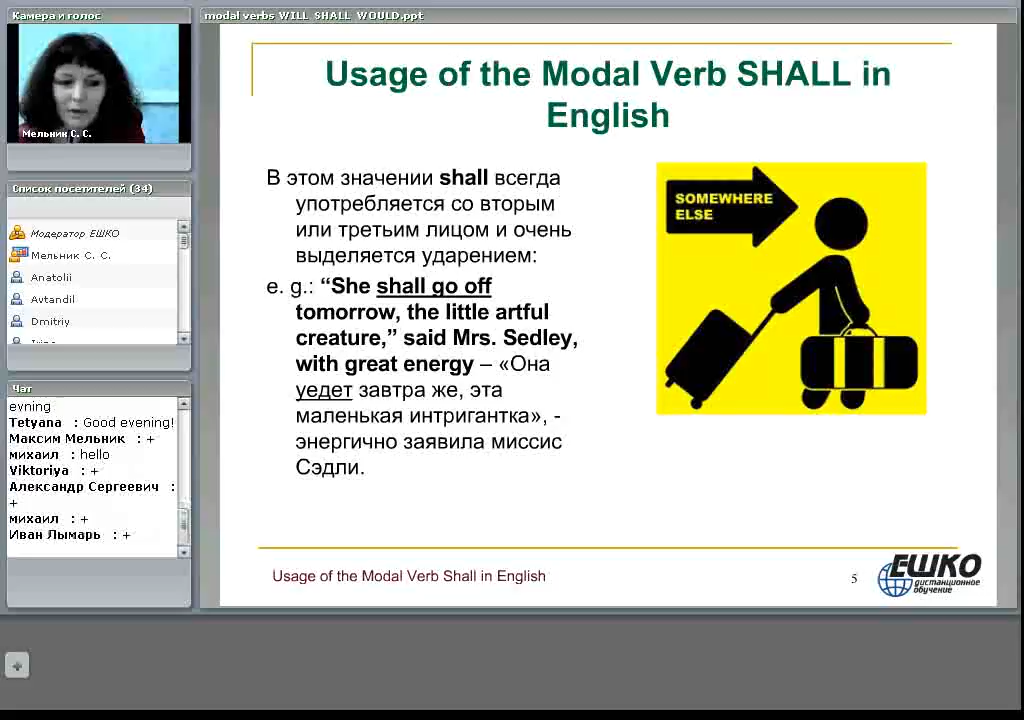 Камера и голос
Мельник С. С.
Список посетителей (34)
Модератор ЕШКО
Мельник С. С.
Anatolii
Avtandil
Dmitriy
Чат
evning
Tetyana : Good evening!
Максим Мельник : +
михаил : hello
Viktoriya : +
Александр Сергеевич :
+
михаил : +
Иван Лымарь : +
modal verbs WILL SHALL WOULD.ppt
Usage of the Modal Verb SHALL in
English
В этом значении shall всегда
употребляется со вторым
или третьим лицом и очень
выделяется ударением:
e. g.: “She shall go off
tomorrow, the little artful
creature,” said Mrs. Sedley,
with great energy – «Она
уедет завтра же, эта
маленькая интригантка», -
энергично заявила миссис
Сэдли.
SOMEWHERE
ELSE
Usage of the Modal Verb Shall in English
5
ЕШКО
дистанционное
обучение